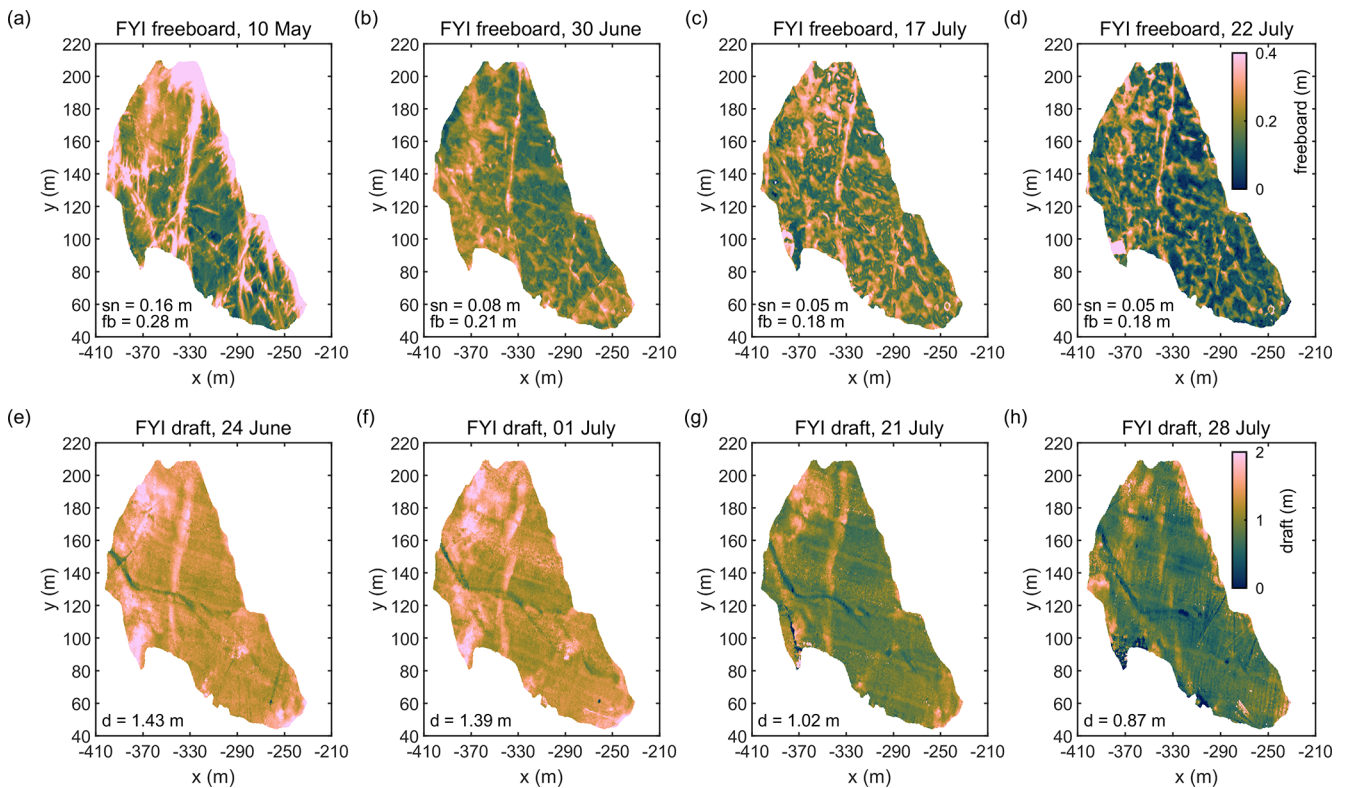 (a) (b) (c) (d)
FYI freeboard, 10 May FYI freeboard, 30 June FYI freeboard, 17 July FYI freeboard, 22 July
220 220 220 220
200 200 200 200
180 180 180 180
160 160 160 160
140 140 140 140
120 120 120 120
100 100 100 100
80 80 80 80
60 60 60 60
40 40 40 40
y (m) y (m) y (m) y (m)
0.4
0.2
0
freeboard (m)
sn = 0.16 m sn = 0.08 m sn = 0.05 m sn = 0.05 m
fb = 0.28 m fb = 0.21 m fb = 0.18 m fb = 0.18 m
-410 -370 -330 -290 -250 -210 -410 -370 -330 -290 -250 -210 -410 -370 -330 -290 -250 -210 -410 -370 -330 -290 -250 -210
x (m) x (m) x (m) x (m)
(e) (f) (g) (h)
FYI draft, 24 June FYI draft, 01 July FYI draft, 21 July FYI draft, 28 July
220 220 220 220
200 200 200 200
180 180 180 180
160 160 160 160
140 140 140 140
120 120 120 120
100 100 100 100
80 80 80 80
60 60 60 60
40 40 40 40
y (m) y (m) y (m) y (m)
2
1
0
draft (m)
d = 1.43 m d = 1.39 m d = 1.02 m d = 0.87 m
-410 -370 -330 -290 -250 -210 -410 -370 -330 -290 -250 -210 -410 -370 -330 -290 -250 -210 -410 -370 -330 -290 -250 -210
x (m) x (m) x (m) x (m)